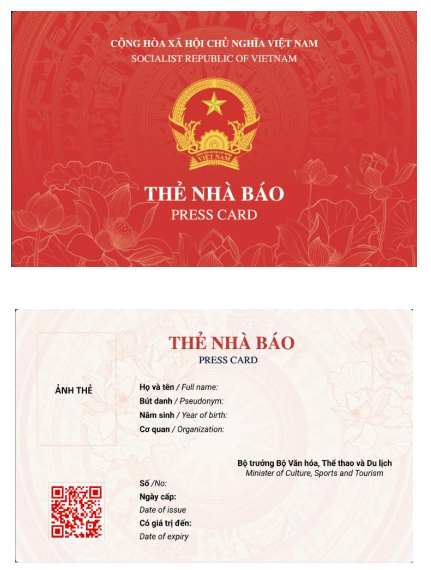 CỘNG HÒA XÃ HỘI CHỦ NGHĨA VIỆT NAM
SOCIALIST REPUBLIC OF VIETNAM
VIỆT NAM
THẺ NHÀ BÁO
PRESS CARD
THẺ NHÀ BÁO
PRESS CARD
ẢNH THẺ
Họ và tên / Full name:
Bút danh / Pseudonym:
Năm sinh / Year of birth:
Cơ quan / Organization:
Bộ trưởng Bộ Văn hóa, Thể thao và Du lịch
Minister of Culture, Sports and Tourism
Số /No:
Ngày cấp:
Date of issue
Có giá trị đến:
Date of expiry